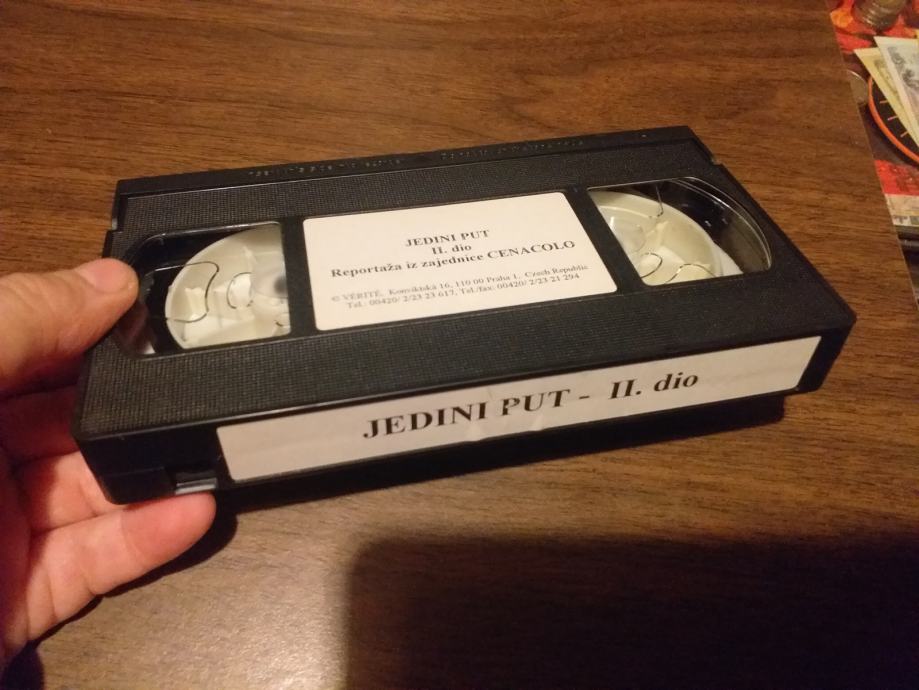 JEDINI PUT
II. dio
Reportaža iz zajednice CENACOLO
© VÉRITÉ, Konviktská 16, 110 00 Praha 1, Czech Republic
Tel.: 00420/ 2/23 23 617, Tel./fax: 00420/ 2/23 21 294
JEDINI PUT - II. dio